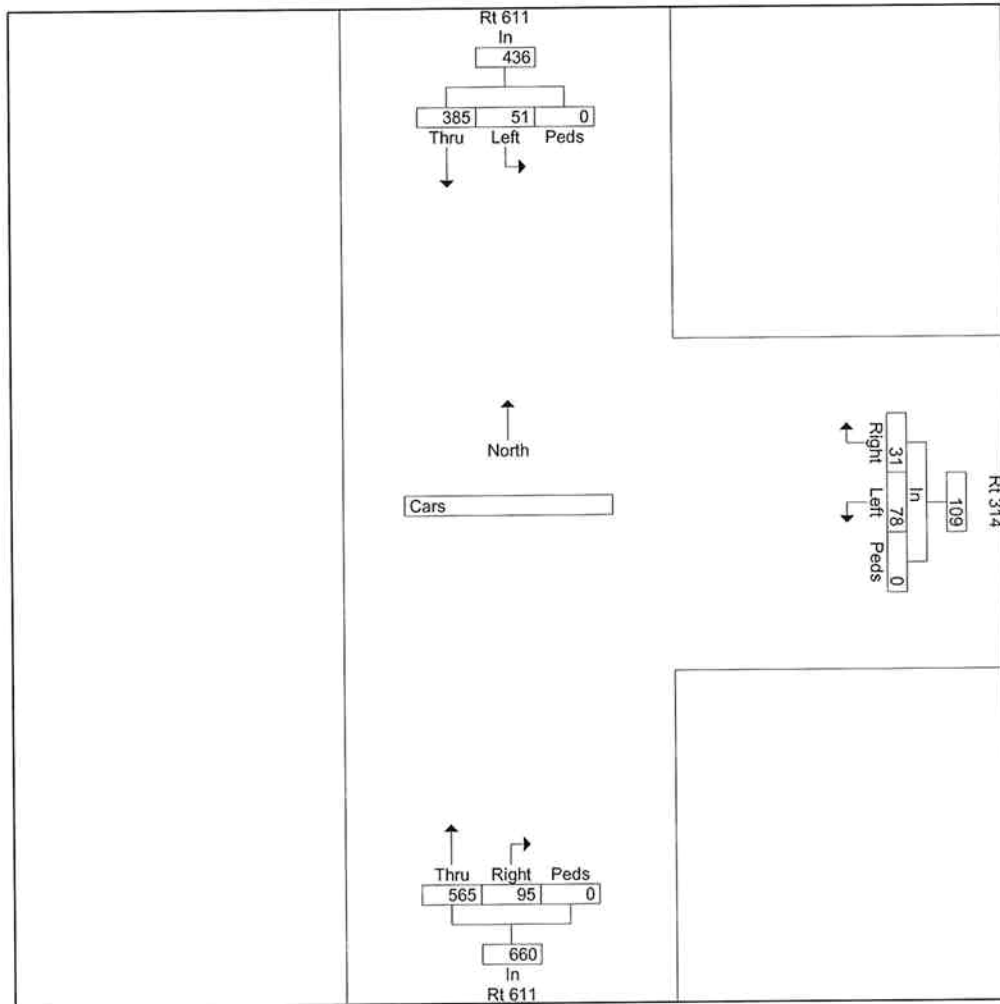 Rt 611
In
436
385 51 0
Thru Left Peds
North
Cars
Right Left Peds
31 78 0
In
109
Rt 314
Thru Right Peds
565 95 0
660
In
Rt 611